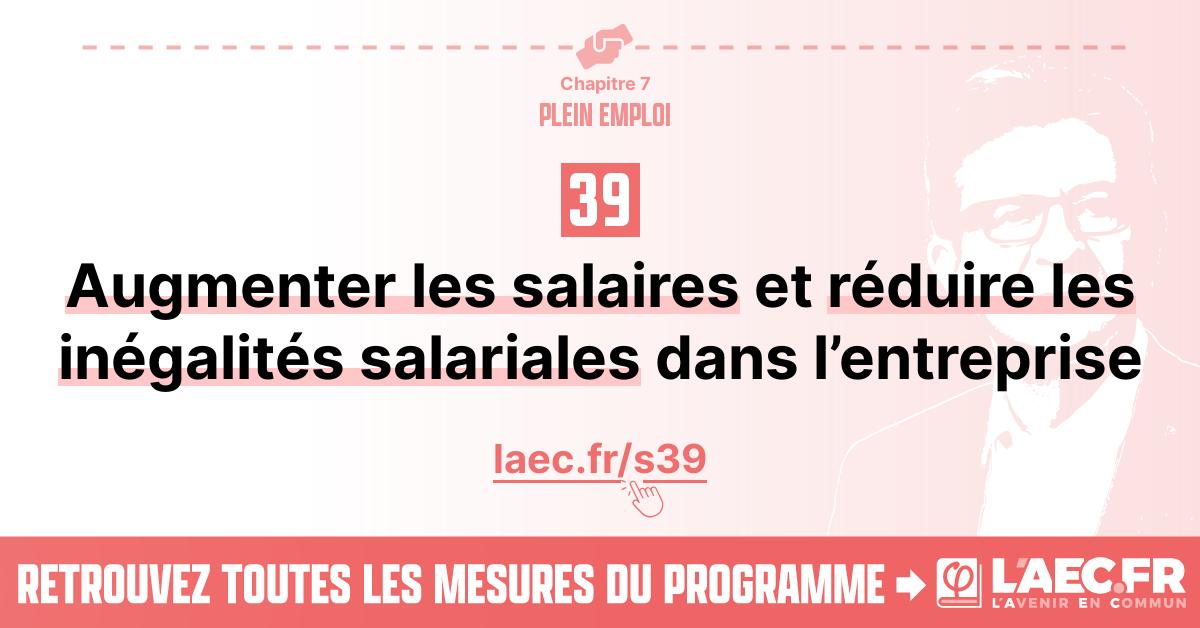 Chapitre 7
PLEIN EMPLOI
39
Augmenter les salaires et réduire les
inégalités salariales dans l’entreprise
laec.fr/s39
RETROUVEZ TOUTES LES MESURES DU PROGRAMME
L'AEC.FR
L'AVENIR EN COMMUN